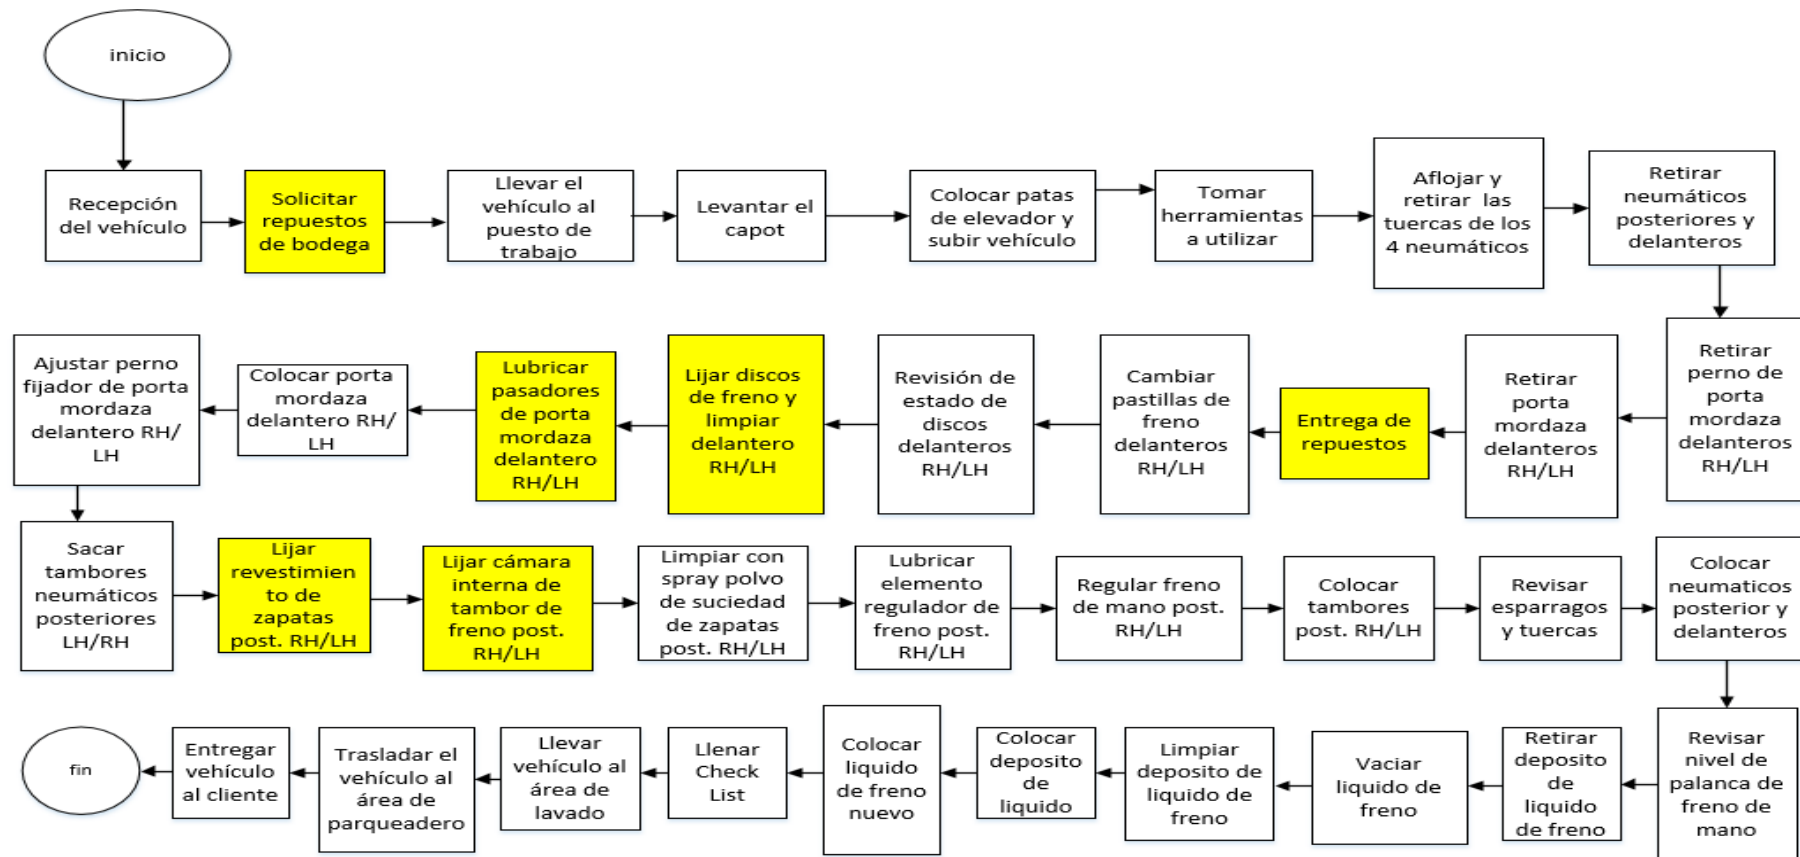 inicio
Recepción
del vehículo
Solicitar
repuestos
de bodega
Llevar el
vehículo al
puesto de
trabajo
Levantar el
capot
Colocar patas
de elevador y
subir vehículo
Tomar
herramientas
a utilizar
Aflojar y
retirar las
tuercas de los
4 neumáticos
Retirar
neumáticos
posteriores y
delanteros
Retirar
perno de
porta
mordaza
delanteros
RH/LH
Retirar
porta
mordaza
delanteros
RH/LH
Entrega de
repuestos
Cambiar
pastillas de
freno
delanteros
RH/LH
Revisión de
estado de
discos
delanteros
RH/LH
Lijar discos
de freno y
limpiar
delantero
RH/LH
Lubricar
pasadores
de porta
mordaza
delantero
RH/LH
Colocar porta
mordaza
delantero RH/
LH
Ajustar perno
fijador de porta
mordaza
delantero RH/
LH
Sacar
tambores
neumáticos
posteriores
LH/RH
Lijar
revestimien
to de
zapatas
post. RH/LH
Lijar cámara
interna de
tambor de
freno post.
RH/LH
Limpiar con
spray polvo
de suciedad
de zapatas
post. RH/LH
Lubricar
elemento
regulador de
freno post.
RH/LH
Regular freno
de mano post.
RH/LH
Colocar
tambores
post. RH/LH
Revisar
esparragos
y tuercas
Colocar
neumaticos
posterior y
delanteros
Revisar
nivel de
palanca de
freno de
mano
Retirar
deposito
de
liquido
de freno
Vaciar
liquido de
freno
Limpiar
deposito de
liquido de
freno
Colocar
deposito
de
liquido
Colocar
liquido
de freno
nuevo
Llenar
Check
List
Llevar
vehículo al
área de
lavado
Trasladar el
vehículo al
área de
parqueadero
Entregar
vehículo
al cliente
fin